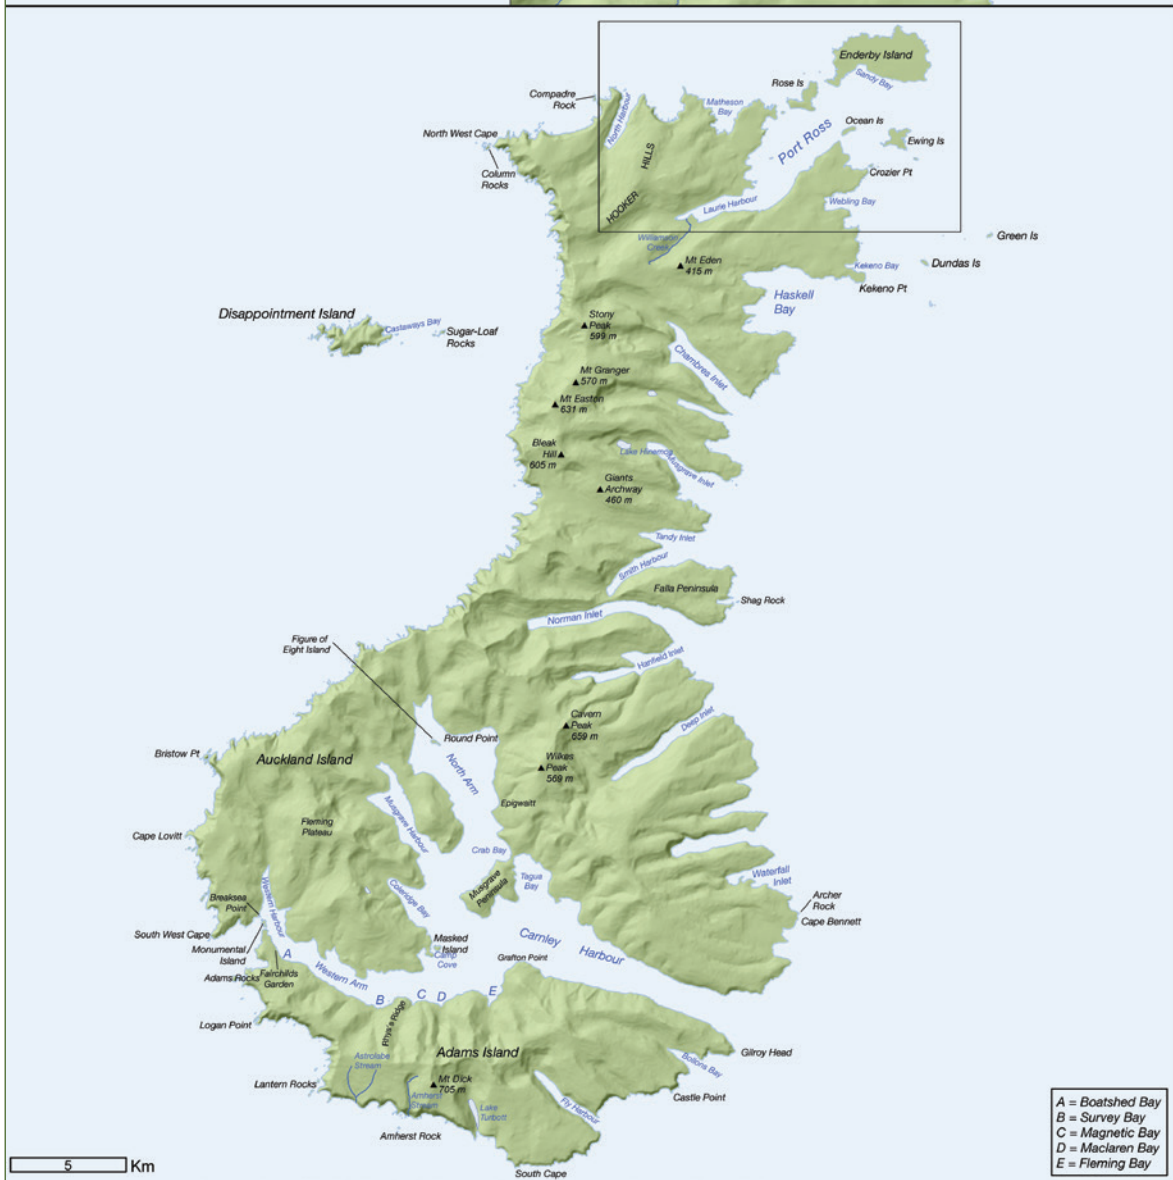 Enderby Island
Sandy Bay
Rose Is
Compadre
Rock
North Harbour
Matheson
Bay
Ocean Is
Port Ross
Ewing Is
North West Cape
Column
Rocks
HOOKER
HILLS
Crozier Pt
Laurie Harbour
Webling Bay
Williamson
Creek
Green Is
Mt Eden
415 m
Kekeno Bay
Dundas Is
Kekeno Pt
Haskell
Bay
Disappointment Island
Castaways Bay
Sugar-Loaf
Rocks
Stony
Peak
599 m
Chambres Inlet
Mt Granger
570 m
Mt Easton
631 m
Bleak
Hill
605 m
Lake Hinemoa
Musgrave Inlet
Giants
Archway
460 m
Tandy Inlet
Smith Harbour
Falla Peninsula
Shag Rock
Norman Inlet
Figure of
Eight Island
Hanfield Inlet
Cavern
Peak
659 m
Deep Inlet
Round Point
Bristow Pt
Auckland Island
North Arm
Wilkes
Peak
569 m
Epigwaitt
Musgrave Harbour
Fleming
Plateau
Cape Lovitt
Crab Bay
Tagua
Bay
Musgrave
Peninsula
Waterfall
Inlet
Coleridge Bay
Western Harbour
Breaksea
Point
Archer
Rock
Cape Bennett
South West Cape
Monumental
Island
Masked
Island
Camp
Cove
Carnley Harbour
Grafton Point
A
Western Arm
Adams Rocks
Fairchilds
Garden
B
C
D
E
Logan Point
Rhys's Ridge
Adams Island
Gilroy Head
Bollons Bay
Astrolabe
Stream
Mt Dick
705 m
Lantern Rocks
Amherst
Stream
Lake
Turbott
Fly Harbour
Castle Point
Amherst Rock
South Cape
A = Boatshed Bay
B = Survey Bay
C = Magnetic Bay
D = Maclaren Bay
E = Fleming Bay
5 Km